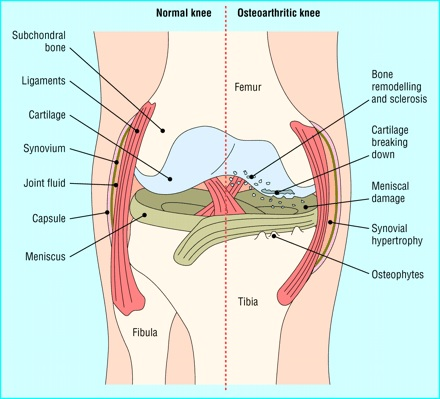 Normal knee
Osteoarthritic knee
Subchondral
bone
Ligaments
Cartilage
Synovium
Joint fluid
Capsule
Meniscus
Femur
Tibia
Fibula
Bone
remodelling
and sclerosis
Cartilage
breaking
down
Meniscal
damage
Synovial
hypertrophy
Osteophytes